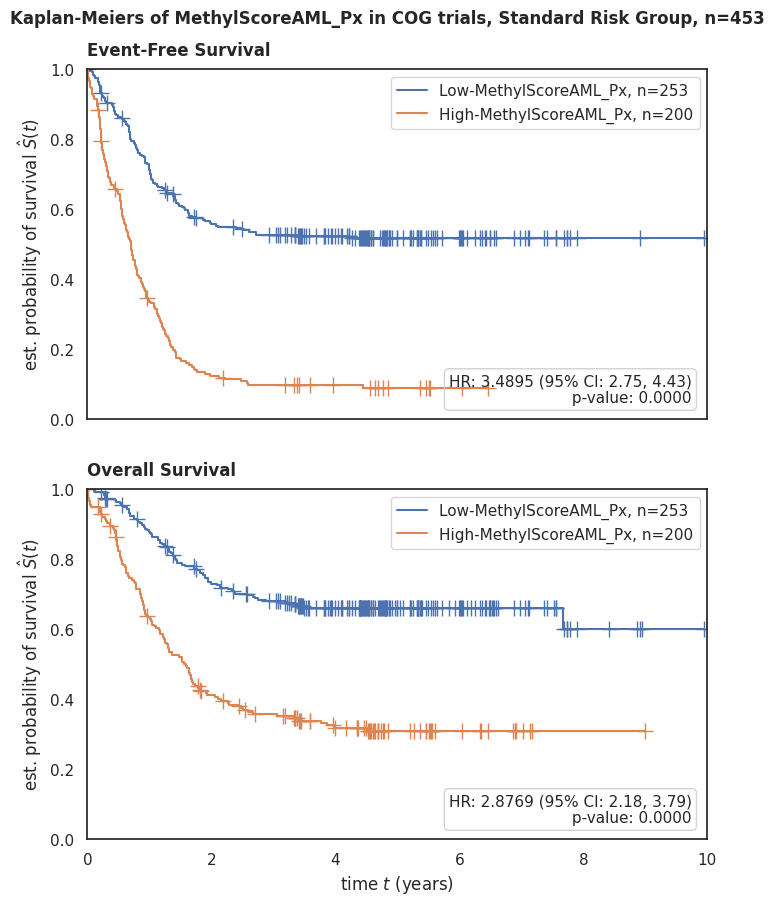 Kaplan-Meiers of MethylScoreAML_Px in COG trials, Standard Risk Group, n=453
Event-Free Survival
est. probability of survival Ŝ(t)
1.0
0.8
0.6
0.4
0.2
0.0
Low-MethylScoreAML_Px, n=253
High-MethylScoreAML_Px, n=200
HR: 3.4895 (95% CI: 2.75, 4.43)
p-value: 0.0000
Overall Survival
est. probability of survival Ŝ(t)
1.0
0.8
0.6
0.4
0.2
0.0
Low-MethylScoreAML_Px, n=253
High-MethylScoreAML_Px, n=200
HR: 2.8769 (95% CI: 2.18, 3.79)
p-value: 0.0000
0 2 4 6 8 10
time t (years)